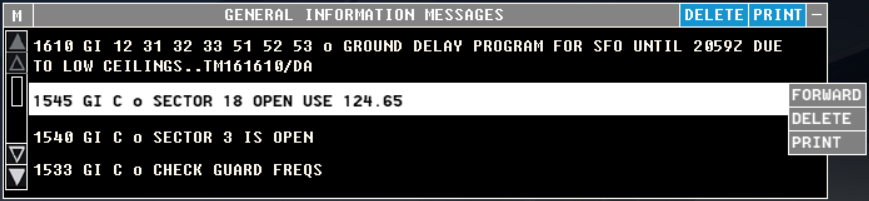 M GENERAL INFORMATION MESSAGES DELETE PRINT –
1610 GI 12 31 32 33 51 52 53 o GROUND DELAY PROGRAM FOR SFO UNTIL 2059Z DUE
TO LOW CEILINGS..TM161610/DA
1545 GI C o SECTOR 18 OPEN USE 124.65
FORWARD
DELETE
PRINT
1540 GI C o SECTOR 3 IS OPEN
1533 GI C o CHECK GUARD FREQS